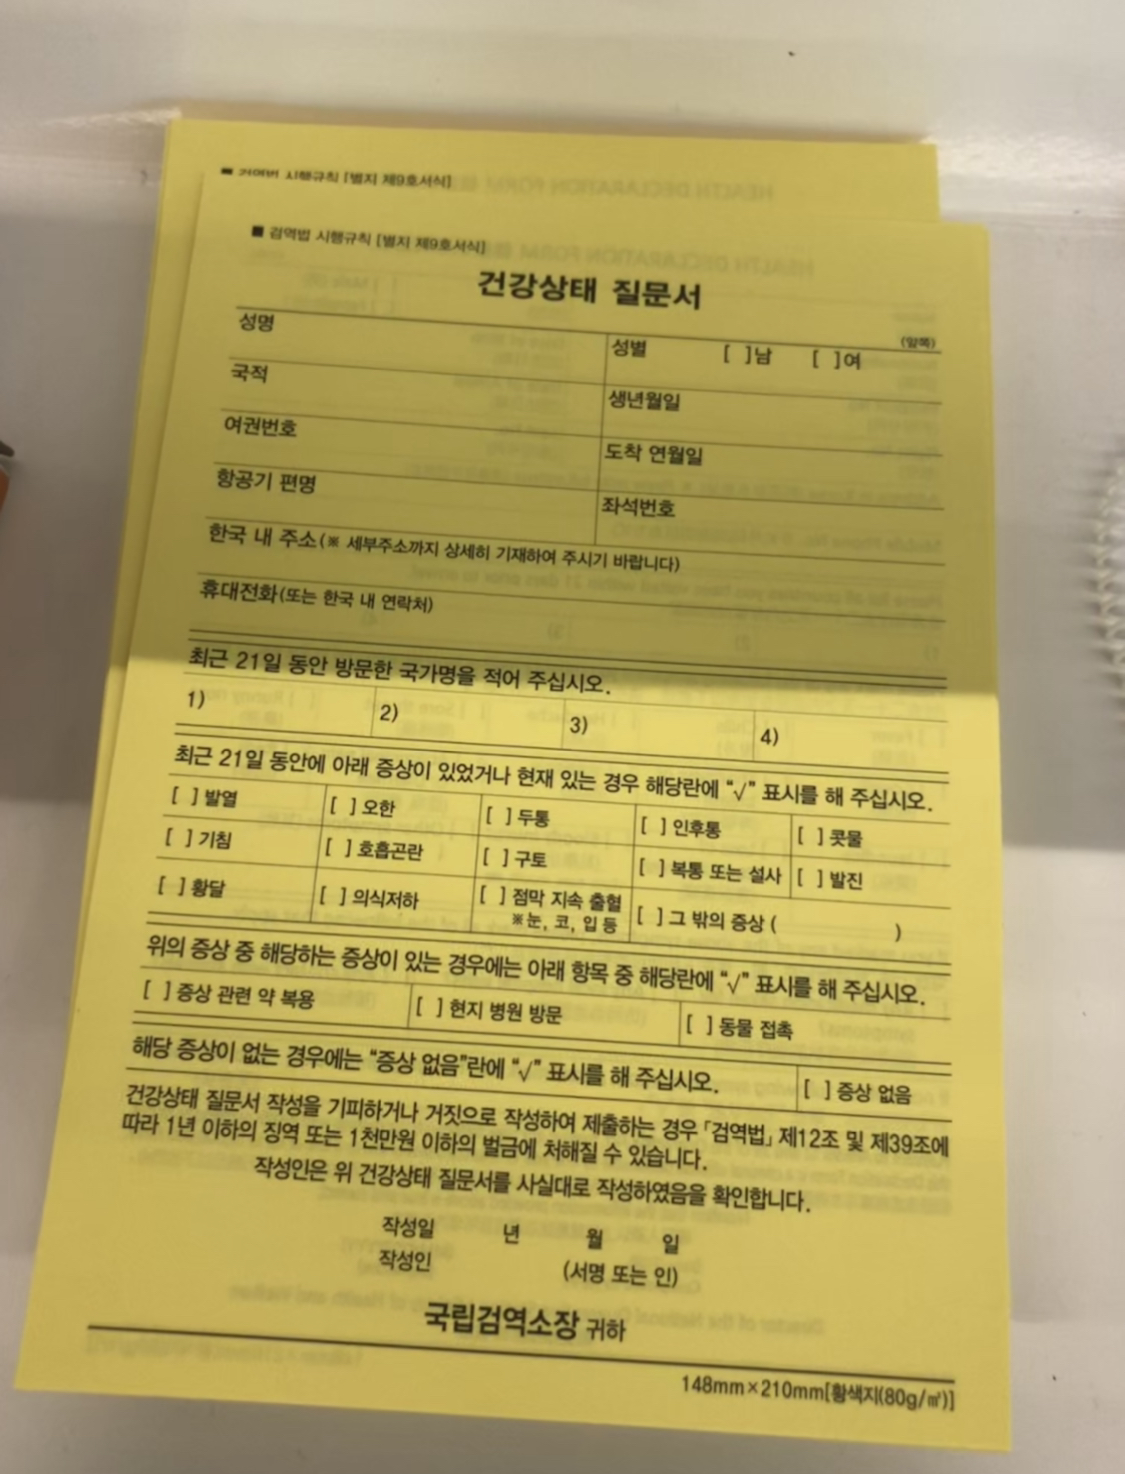 시행규칙 [별지 제9호서식]
■ 검역법 시행규칙 [별지 제9호서식]
건강상태 질문서
(앞쪽)
성명 성별 [ ]남 [ ]여
국적 생년월일
여권번호 도착 연월일
항공기 편명 좌석번호
한국 내 주소(※ 세부주소까지 상세히 기재하여 주시기 바랍니다)
휴대전화(또는 한국 내 연락처)
최근 21일 동안 방문한 국가명을 적어 주십시오.
1) 2) 3) 4)
최근 21일 동안에 아래 증상이 있었거나 현재 있는 경우 해당란에 “√” 표시를 해 주십시오.
[ ] 발열 [ ] 오한 [ ] 두통 [ ] 인후통 [ ] 콧물
[ ] 기침 [ ] 호흡곤란 [ ] 구토 [ ] 복통 또는 설사 [ ] 발진
[ ] 황달 [ ] 의식저하 [ ] 점막 지속 출혈 [ ] 그 밖의 증상 ( )
※눈, 코, 입 등
위의 증상 중 해당하는 증상이 있는 경우에는 아래 항목 중 해당란에 “√” 표시를 해 주십시오.
[ ] 증상 관련 약 복용 [ ] 현지 병원 방문 [ ] 동물 접촉
해당 증상이 없는 경우에는 “증상 없음”란에 “√” 표시를 해 주십시오. [ ] 증상 없음
건강상태 질문서 작성을 기피하거나 거짓으로 작성하여 제출하는 경우 「검역법」 제12조 및 제39조에
따라 1년 이하의 징역 또는 1천만원 이하의 벌금에 처해질 수 있습니다.
작성인은 위 건강상태 질문서를 사실대로 작성하였음을 확인합니다.
작성일 년 월 일
작성인 (서명 또는 인)
국립검역소장 귀하
148mm×210mm[황색지(80g/㎡)]